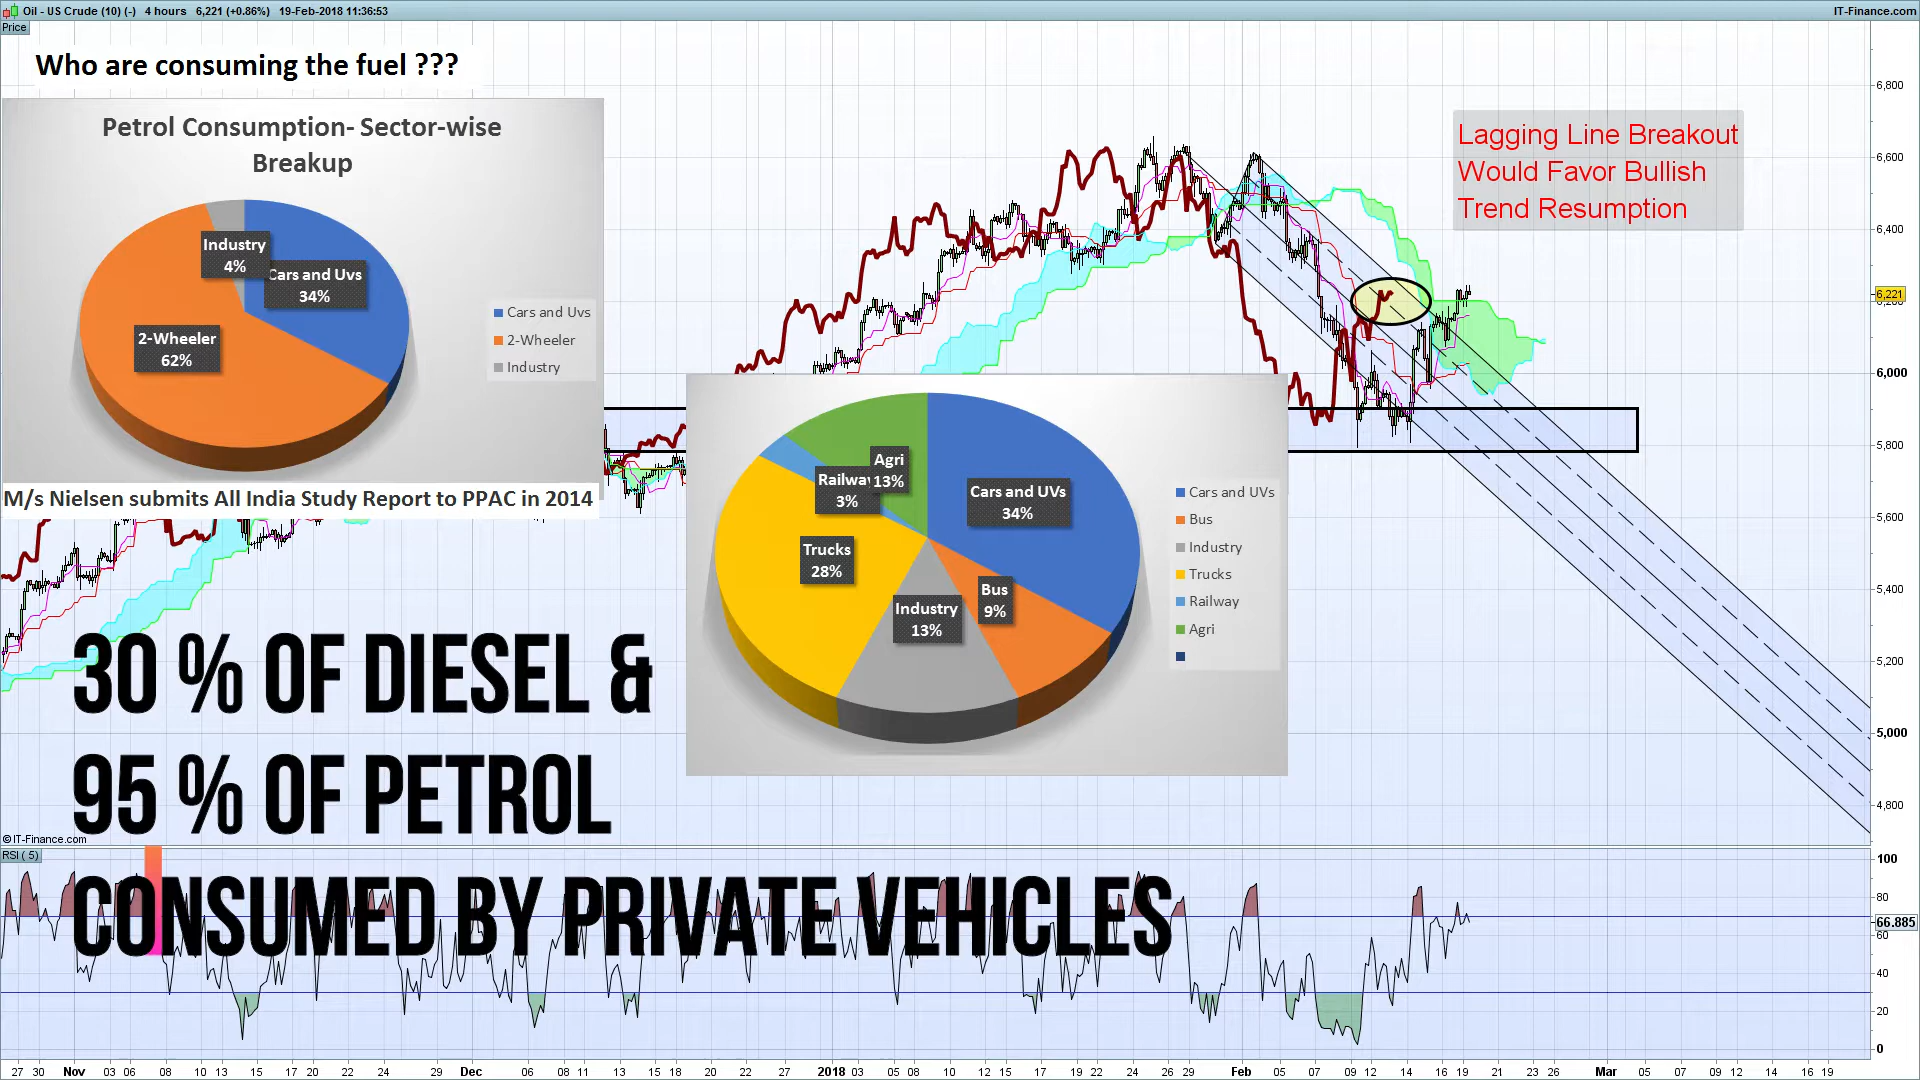 Oil - US Crude (10) (-) 4 hours 6,221 (+0.86%) 19-Feb-2018 11:36:53
IT-Finance.com
Price
Who are consuming the fuel ???
Petrol Consumption- Sector-wise
Breakup
Industry
4%
Cars and Uvs
34%
2-Wheeler
62%
Cars and Uvs
2-Wheeler
Industry
M/s Nielsen submits All India Study Report to PPAC in 2014
Lagging Line Breakout
Would Favor Bullish
Trend Resumption
6,800
6,600
6,400
6,221
6,000
5,800
5,600
5,400
5,200
5,000
4,800
Agri
13%
Railway
3%
Cars and UVs
34%
Trucks
28%
Bus
9%
Industry
13%
Cars and UVs
Bus
Industry
Trucks
Railway
Agri
30 % OF DIESEL &
95 % OF PETROL
CONSUMED BY PRIVATE VEHICLES
© IT-Finance.com
RSI ( 5)
100
80
66.885
60
40
20
0
27 30 Nov 03 06 08 10 13 15 17 20 22 24 29 Dec 06 08 11 13 15 18 20 22 27 2018 03 05 08 10 12 15 17 19 22 24 26 29 Feb 05 07 09 12 14 16 19 21 23 26 Mar 05 07 09 12 14 16 19